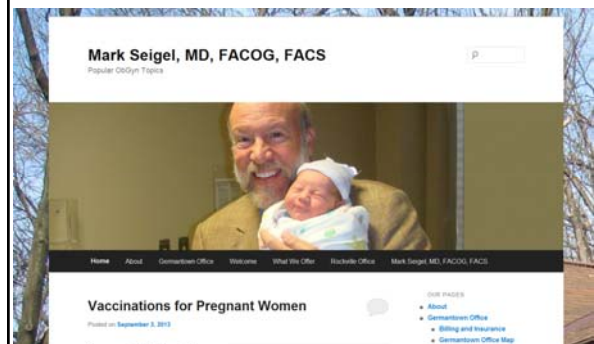 Mark Seigel, MD, FACOG, FACS
Popular ObGyn Topics
Home About Germantown Office Welcome What We Offer Rockville Office Mark Seigel, MD, FACOG, FACS
Vaccinations for Pregnant Women
Posted on September 3, 2013
OUR PAGES
About
Germantown Office
Billing and Insurance
Germantown Office Map